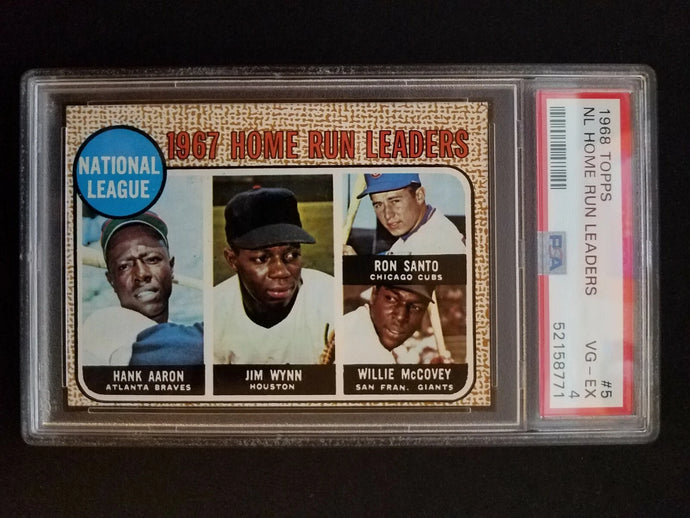 1967 HOME RUN LEADERS
NATIONAL
LEAGUE
HANK AARON
ATLANTA BRAVES
JIM WYNN
HOUSTON
RON SANTO
CHICAGO CUBS
WILLIE McCOVEY
SAN FRAN. GIANTS
1968 TOPPS #5
NL HOME RUN LEADERS VG-EX
4
PSA
52158771